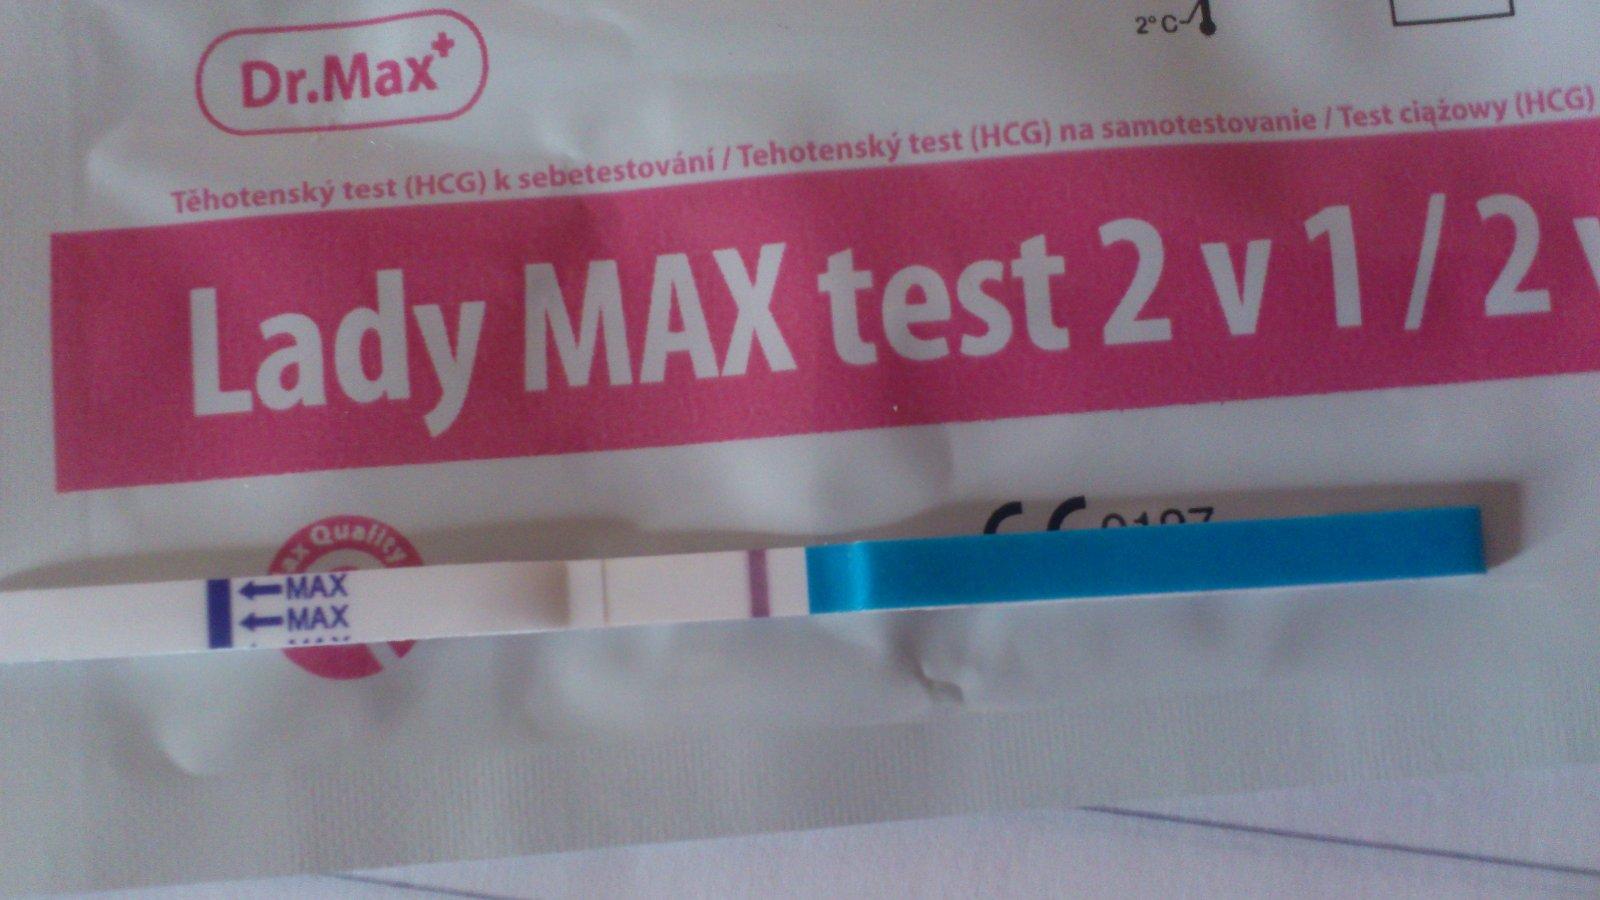 Dr.Max+
2°C
Těhotenský test (HCG) k sebetestování / Tehotenský test (HCG) na samotestovanie / Test ciążowy (HCG)
Lady MAX test 2 v 1 / 2 v
Quality
MAX
MAX